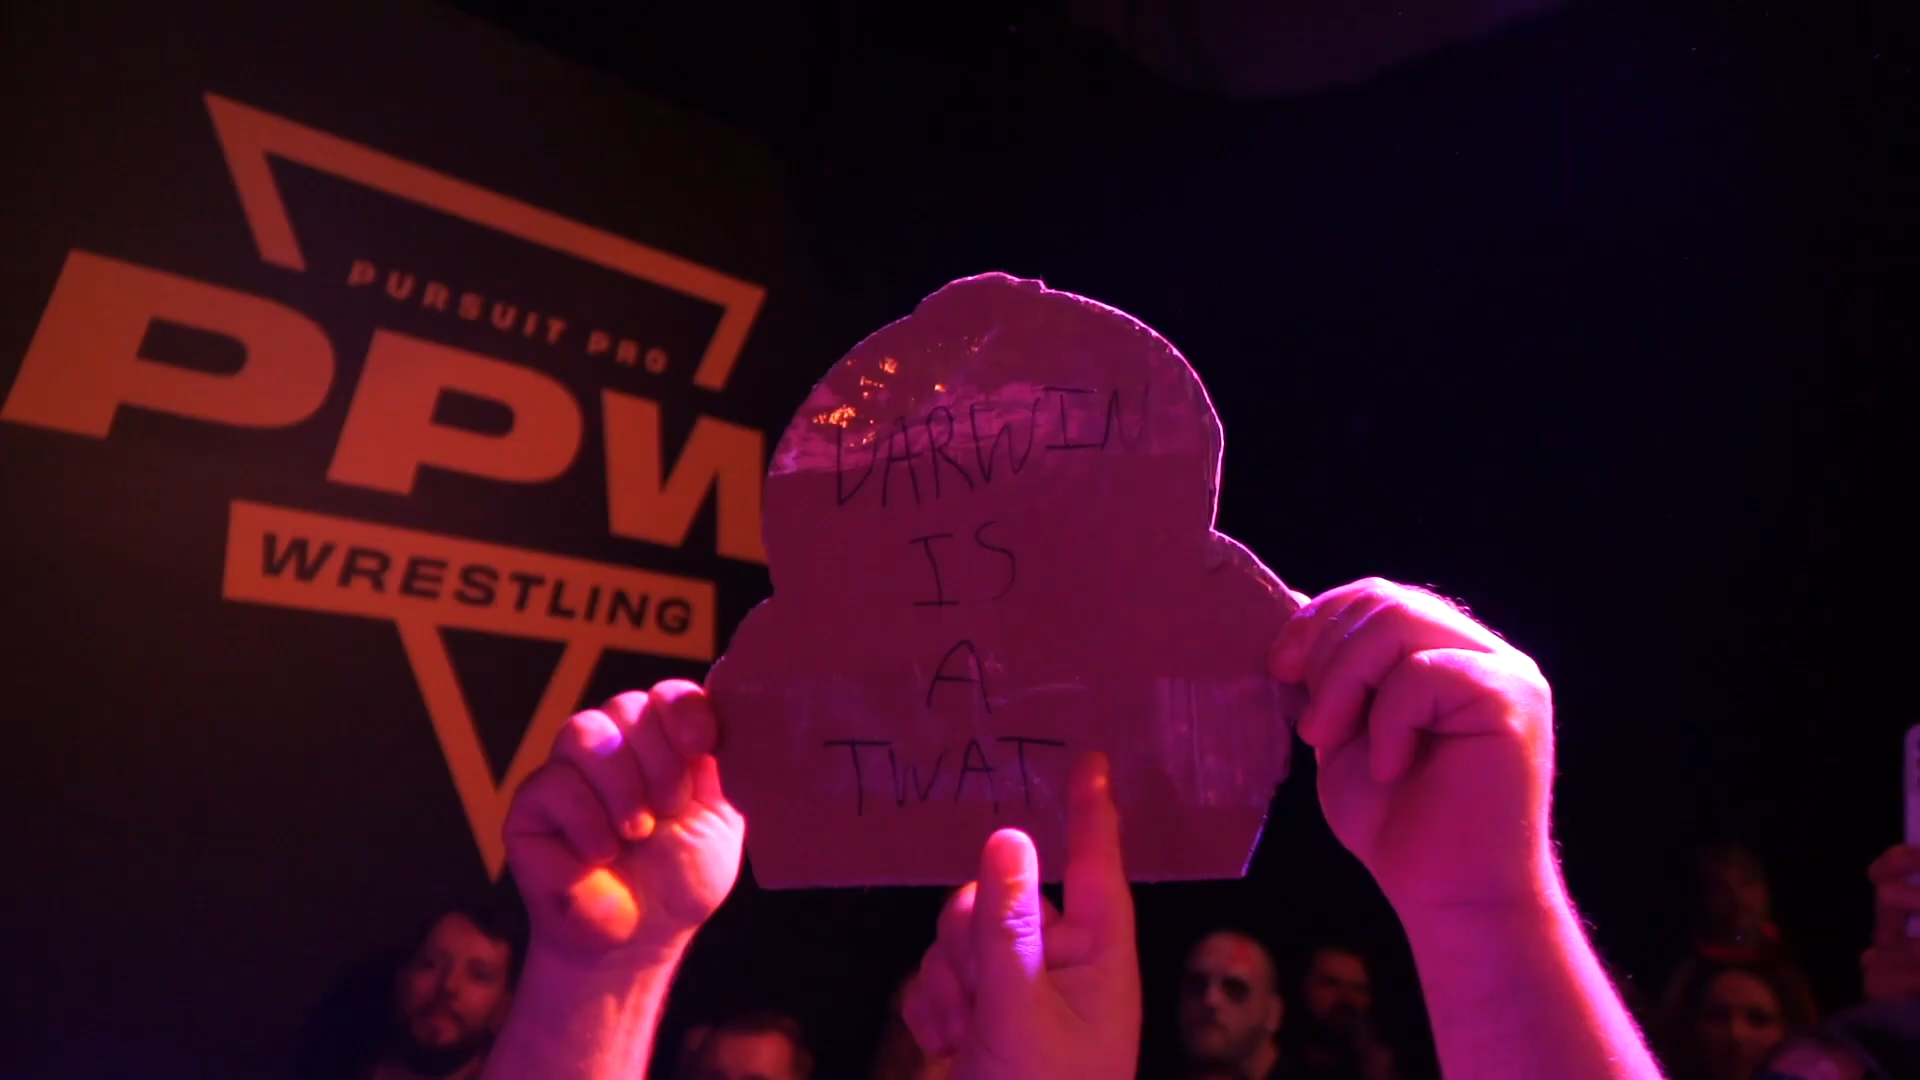 PURSUIT PRO
PPW
WRESTLING
DARWIN
IS
A
TWAT